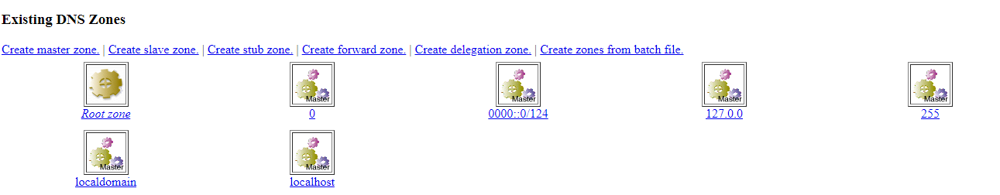 Existing DNS Zones
Create master zone. | Create slave zone. | Create stub zone. | Create forward zone. | Create delegation zone. | Create zones from batch file.
Master Master Master Master
Root zone 0 0000::0/124 127.0.0 255
Master Master
localdomain localhost